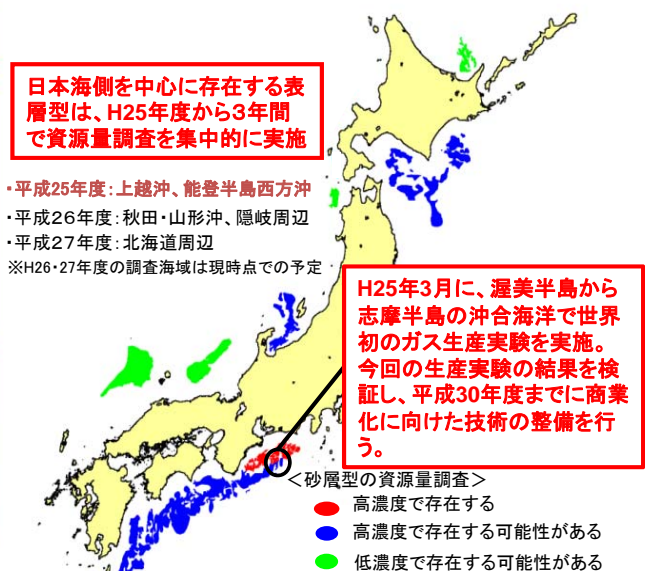 日本海側を中心に存在する表
層型は、H25年度から3年間
で資源量調査を集中的に実施
・平成25年度：上越沖、能登半島西方沖
・平成２６年度：秋田・山形沖、隠岐周辺
・平成２７年度：北海道周辺
※H26・27年度の調査海域は現時点での予定
H25年３月に、渥美半島から
志摩半島の沖合海洋で世界
初のガス生産実験を実施。
今回の生産実験の結果を検
証し、平成30年度までに商業
化に向けた技術の整備を行
う。
＜砂層型の資源量調査＞
高濃度で存在する
高濃度で存在する可能性がある
低濃度で存在する可能性がある